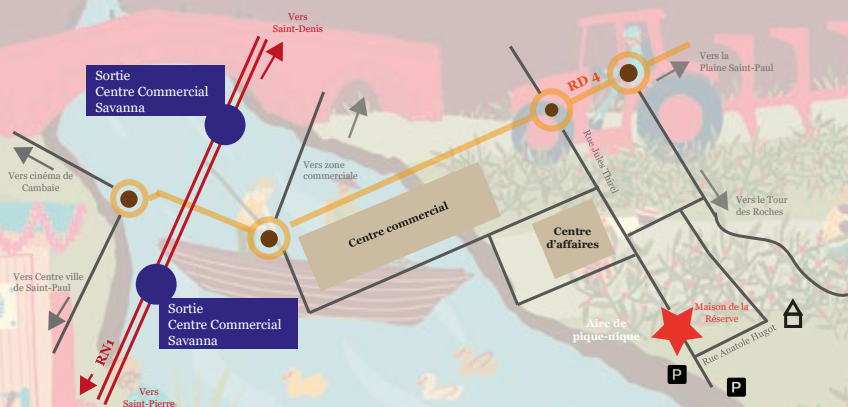 Vers
Saint-Denis
Sortie
Centre Commercial
Savanna
RD 4
Vers la
Plaine Saint-Paul
Vers cinéma de
Cambaie
Vers zone
commerciale
Rue Jules Thirel
Centre commercial
Vers le Tour
des Roches
Centre
d'affaires
Vers Centre ville
de Saint-Paul
Sortie
Centre Commercial
Savanna
Maison de la
Réserve
Aire de
pique-nique
Rue Anatole Hugot
RN1
P
P
Vers
Saint-Pierre